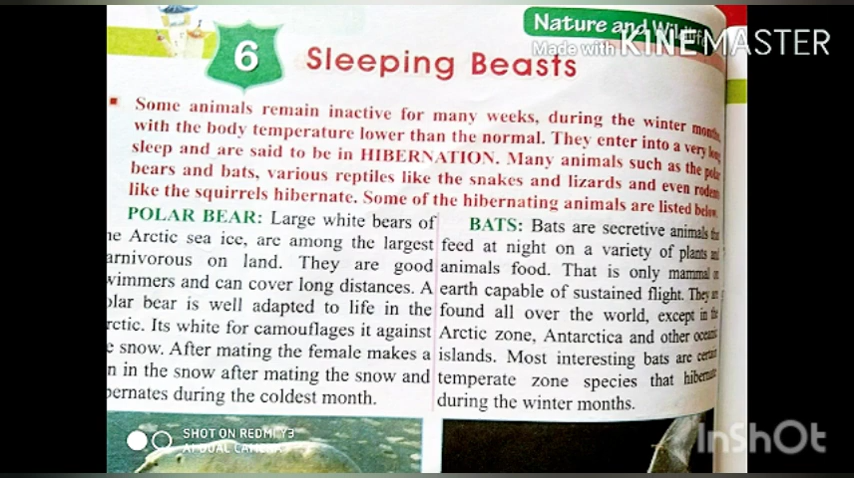 Nature and Wildlife
Made with KINEMASTER
6 Sleeping Beasts
Some animals remain inactive for many weeks, during the winter months,
with the body temperature lower than the normal. They enter into a very long
sleep and are said to be in HIBERNATION. Many animals such as the polar
bears and bats, various reptiles like the snakes and lizards and even rodents
like the squirrels hibernate. Some of the hibernating animals are listed below.
POLAR BEAR: Large white bears of
Arctic sea ice, are among the largest
arnivorous on land. They are good
wimmers and can cover long distances. A
olar bear is well adapted to life in the
rctic. Its white for camouflages it against
e snow. After mating the female makes a
n in the snow after mating the snow and
bernates during the coldest month.
BATS: Bats are secretive animals that
feed at night on a variety of plants and
animals food. That is only mammal on
earth capable of sustained flight. They are
found all over the world, except in the
Arctic zone, Antarctica and other oceanic
islands. Most interesting bats are certain
temperate zone species that hibernate
during the winter months.
SHOT ON REDMI Y3
AI DUAL CAMERA
InShOt